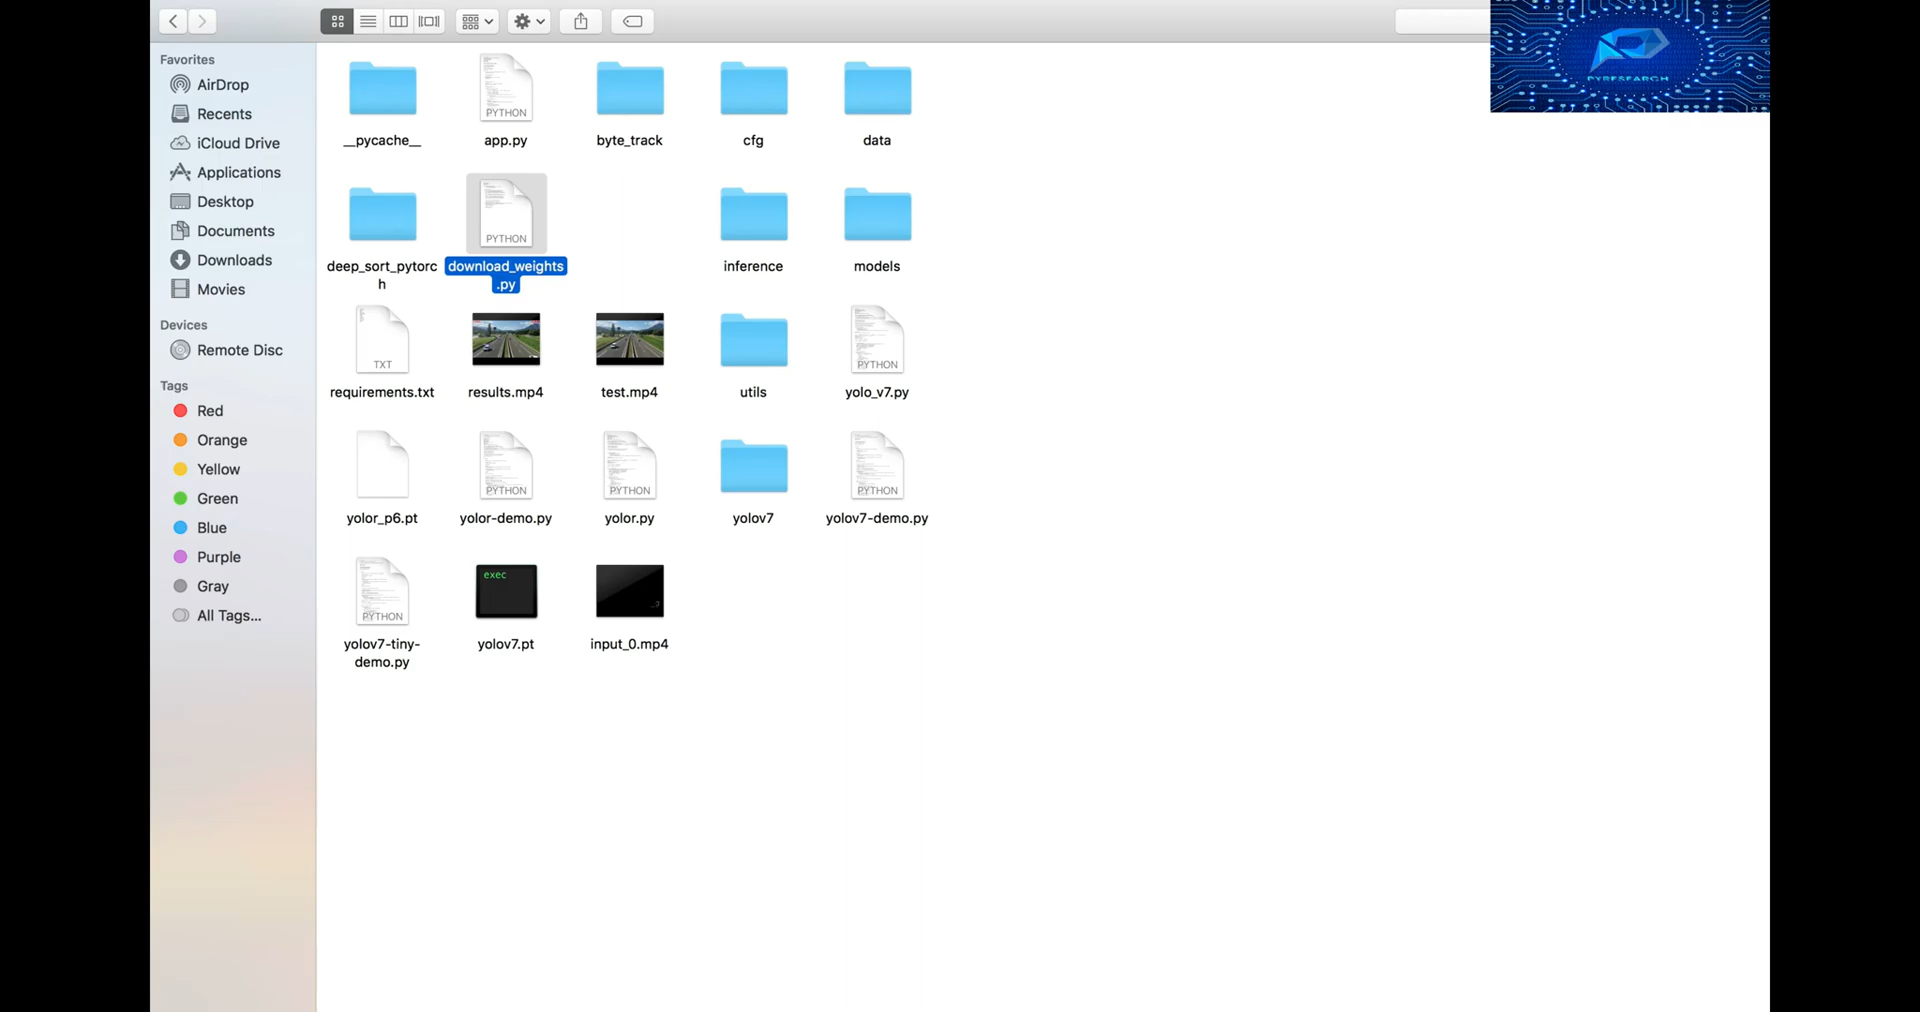 PYRESEARCH
Favorites
AirDrop
Recents
iCloud Drive
Applications
Desktop
Documents
Downloads
Movies
Devices
Remote Disc
Tags
Red
Orange
Yellow
Green
Blue
Purple
Gray
All Tags...
PYTHON
__pycache__
app.py
byte_track
cfg
data
PYTHON
deep_sort_pytorc
h
download_weights
.py
inference
models
TXT
PYTHON
requirements.txt
results.mp4
test.mp4
utils
yolo_v7.py
PYTHON
PYTHON
PYTHON
yolor_p6.pt
yolor-demo.py
yolor.py
yolov7
yolov7-demo.py
PYTHON
exec
yolov7-tiny-
demo.py
yolov7.pt
input_0.mp4